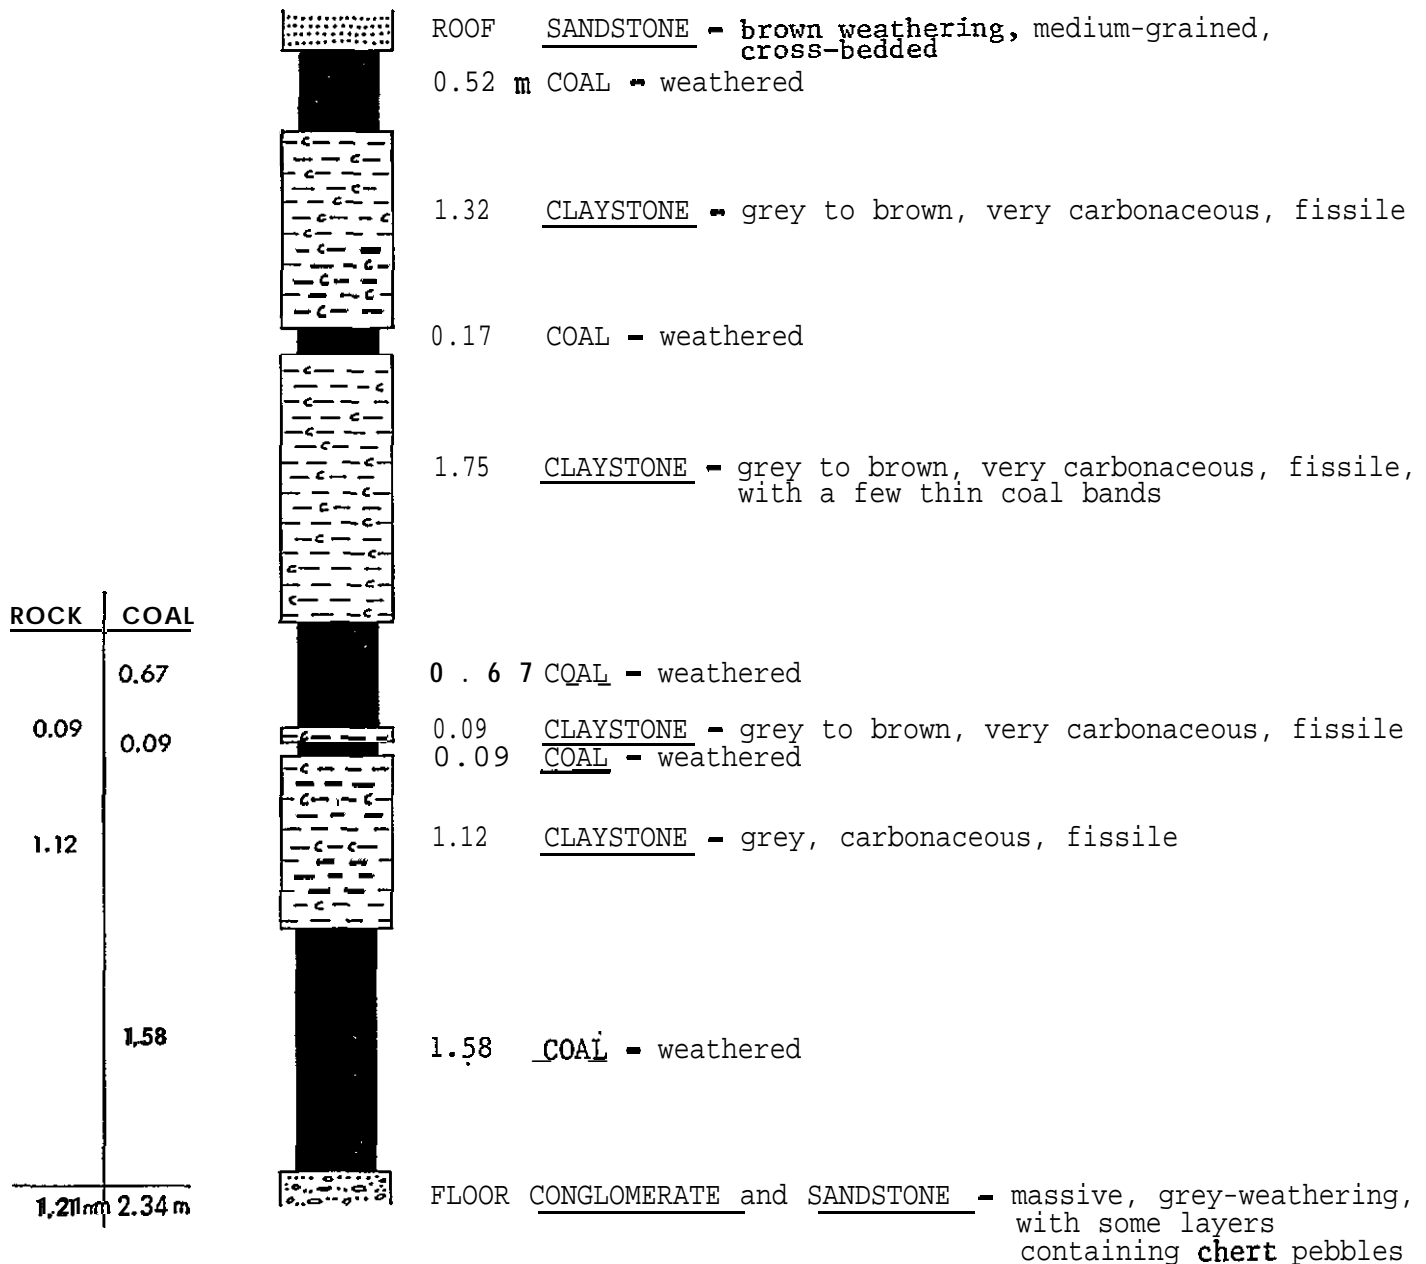 ROOF SANDSTONE - brown weathering, medium-grained,
cross-bedded
0.52 m COAL - weathered
1.32 CLAYSTONE - grey to brown, very carbonaceous, fissile
0.17 COAL - weathered
1.75 CLAYSTONE - grey to brown, very carbonaceous, fissile,
with a few thin coal bands
ROCK COAL
0.67
0.67 COAL - weathered
0.09
0.09
0.09 CLAYSTONE - grey to brown, very carbonaceous, fissile
0.09 COAL - weathered
1.12
1.12 CLAYSTONE - grey, carbonaceous, fissile
1.58
1.58 COAL - weathered
1.21 m 2.34 m
FLOOR CONGLOMERATE and SANDSTONE - massive, grey-weathering,
with some layers
containing chert pebbles